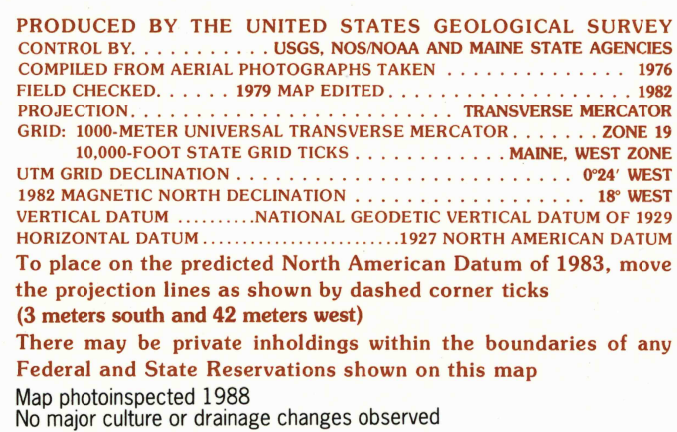 PRODUCED BY THE UNITED STATES GEOLOGICAL SURVEY
CONTROL BY. . . . . . . . . . . USGS, NOS/NOAA AND MAINE STATE AGENCIES
COMPILED FROM AERIAL PHOTOGRAPHS TAKEN . . . . . . . . . . . . . . . 1976
FIELD CHECKED. . . . . . 1979 MAP EDITED . . . . . . . . . . . . . . . . . . 1982
PROJECTION. . . . . . . . . . . . . . . . . . . . . . . . . . TRANSVERSE MERCATOR
GRID: 1000-METER UNIVERSAL TRANSVERSE MERCATOR . . . . . . . ZONE 19
10,000-FOOT STATE GRID TICKS . . . . . . . . . . . . MAINE, WEST ZONE
UTM GRID DECLINATION . . . . . . . . . . . . . . . . . . . . . . . . . . . . 0°24′ WEST
1982 MAGNETIC NORTH DECLINATION . . . . . . . . . . . . . . . . . . 18° WEST
VERTICAL DATUM ..........NATIONAL GEODETIC VERTICAL DATUM OF 1929
HORIZONTAL DATUM.........................1927 NORTH AMERICAN DATUM
To place on the predicted North American Datum of 1983, move
the projection lines as shown by dashed corner ticks
(3 meters south and 42 meters west)
There may be private inholdings within the boundaries of any
Federal and State Reservations shown on this map
Map photoinspected 1988
No major culture or drainage changes observed